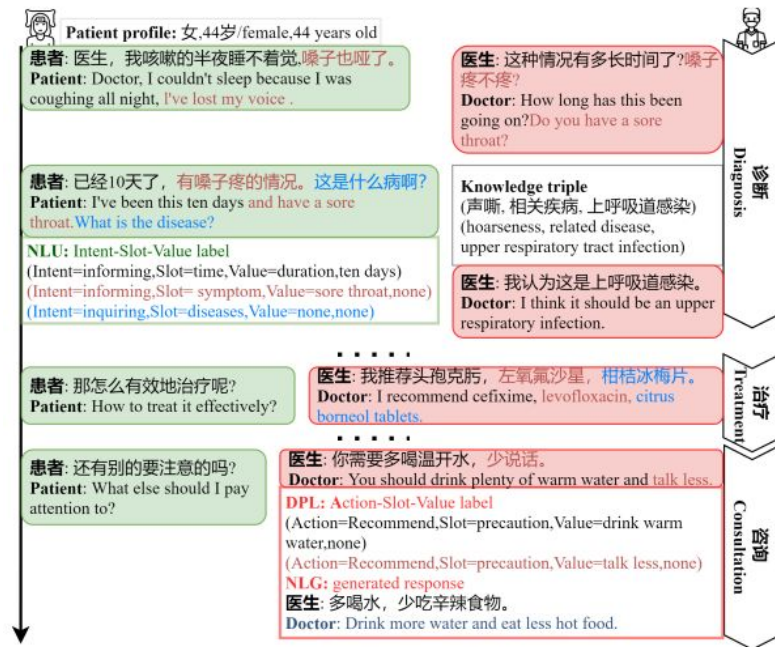 Patient profile: 女,44岁/female,44 years old
患者: 医生，我咳嗽的半夜睡不着觉,嗓子也哑了。
Patient: Doctor, I couldn't sleep because I was
coughing all night, I've lost my voice .
医生: 这种情况有多长时间了?嗓子
疼不疼?
Doctor: How long has this been
going on?Do you have a sore
throat?
诊断
Diagnosis
患者: 已经10天了，有嗓子疼的情况。这是什么病啊?
Patient: I've been this ten days and have a sore
throat.What is the disease?
NLU: Intent-Slot-Value label
(Intent=informing,Slot=time,Value=duration,ten days)
(Intent=informing,Slot= symptom,Value=sore throat,none)
(Intent=inquiring,Slot=diseases,Value=none,none)
Knowledge triple
(声嘶, 相关疾病, 上呼吸道感染)
(hoarseness, related disease,
upper respiratory tract infection)
医生: 我认为这是上呼吸道感染。
Doctor: I think it should be an upper
respiratory infection.
患者: 那怎么有效地治疗呢?
Patient: How to treat it effectively?
医生: 我推荐头孢克肟，左氧氟沙星，柑桔冰梅片。
Doctor: I recommend cefixime, levofloxacin, citrus
borneol tablets.
治疗
Treatment
患者: 还有别的要注意的吗?
Patient: What else should I pay
attention to?
医生: 你需要多喝温开水，少说话。
Doctor: You should drink plenty of warm water and talk less.
DPL: Action-Slot-Value label
(Action=Recommend,Slot=precaution,Value=drink warm
water,none)
(Action=Recommend,Slot=precaution,Value=talk less,none)
NLG: generated response
医生: 多喝水，少吃辛辣食物。
Doctor: Drink more water and eat less hot food.
咨询
Consultation